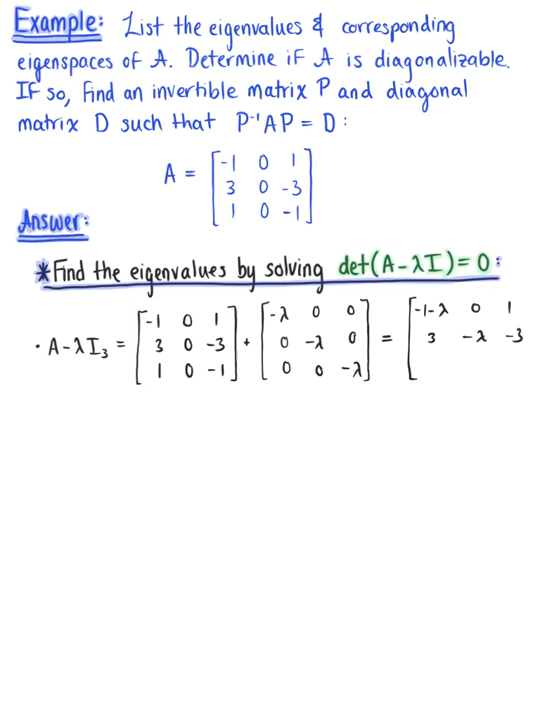 Example: List the eigenvalues & corresponding
eigenspaces of A. Determine if A is diagonalizable.
If so, find an invertible matrix P and diagonal
matrix D such that P⁻¹AP = D:
A = [-1 0 1
3 0 -3
1 0 -1]
Answer:
*Find the eigenvalues by solving det(A-λI)=0:
· A-λI₃ = [-1 0 1 3 0 -3 1 0 -1] + [-λ 0 0 0 -λ 0 0 0 -λ] = [-1-λ 0 1 3 -λ -3